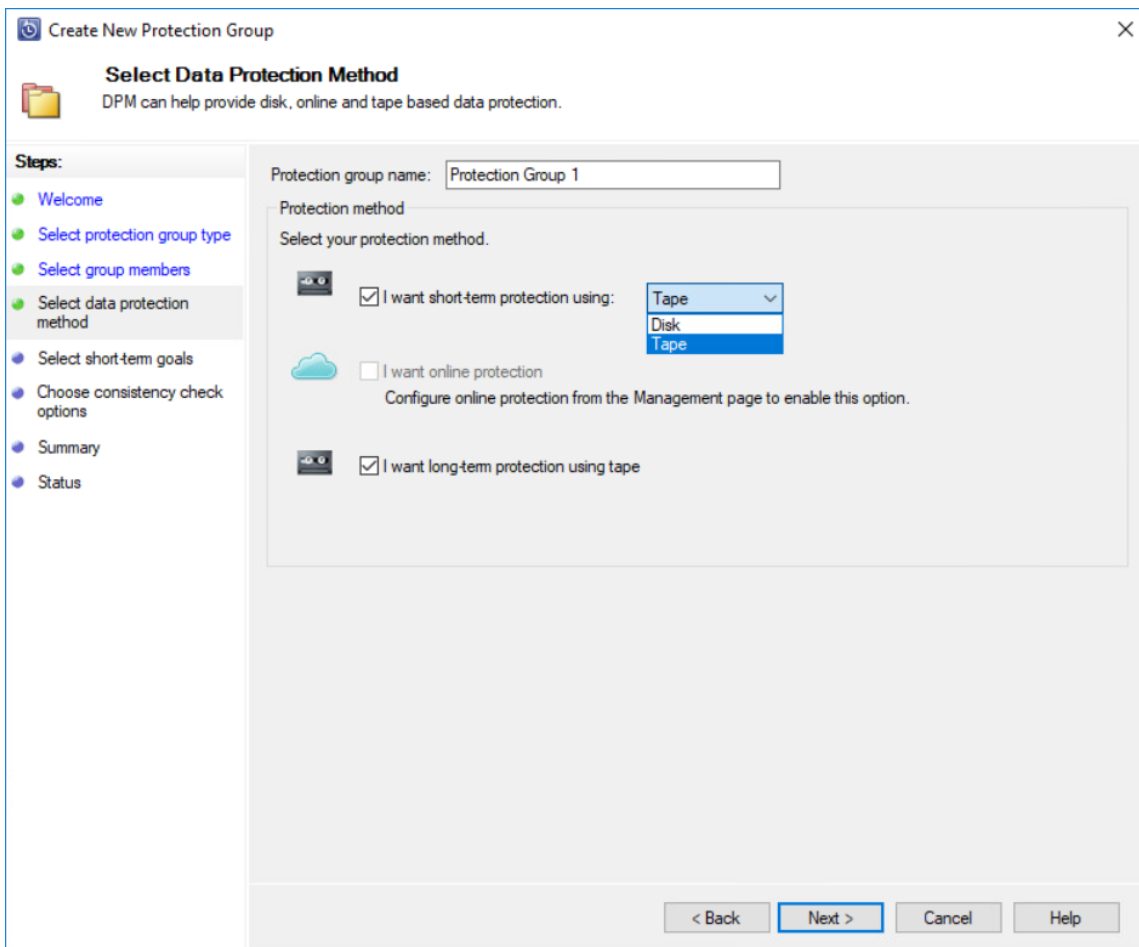 Create New Protection Group
Select Data Protection Method
DPM can help provide disk, online and tape based data protection.
Steps:
Welcome
Select protection group type
Select group members
Select data protection
method
Select short-term goals
Choose consistency check
options
Summary
Status
Protection group name: Protection Group 1
Protection method
Select your protection method.
I want short-term protection using: Tape
Disk
Tape
I want online protection
Configure online protection from the Management page to enable this option.
I want long-term protection using tape
< Back Next > Cancel Help